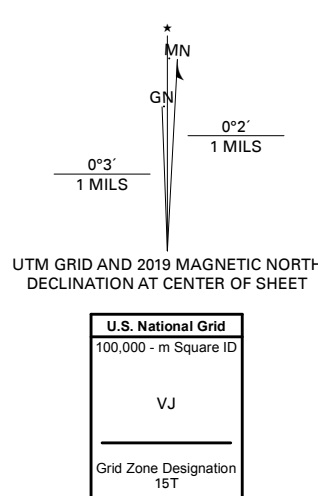 ★
MN
GN
0°2´
1 MILS
0°3´
1 MILS
UTM GRID AND 2019 MAGNETIC NORTH
DECLINATION AT CENTER OF SHEET
U.S. National Grid
100,000 - m Square ID
VJ
Grid Zone Designation
15T